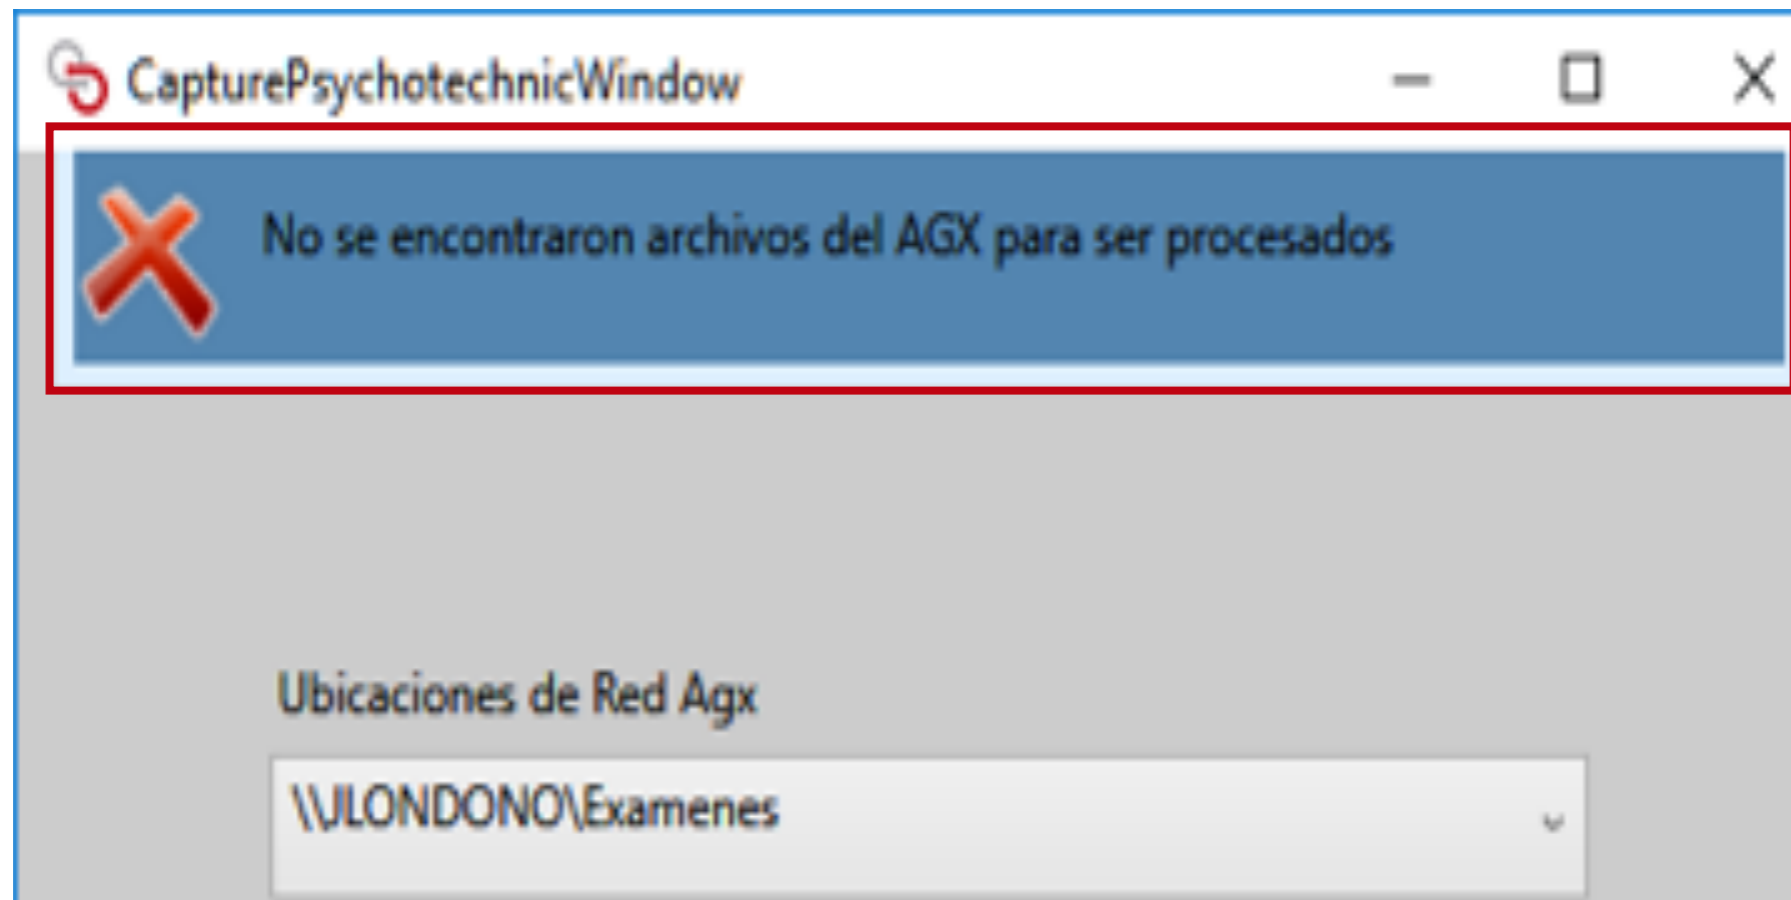 CapturePsychotechnicWindow
No se encontraron archivos del AGX para ser procesados
Ubicaciones de Red Agx
\\JLONDONO\Examenes